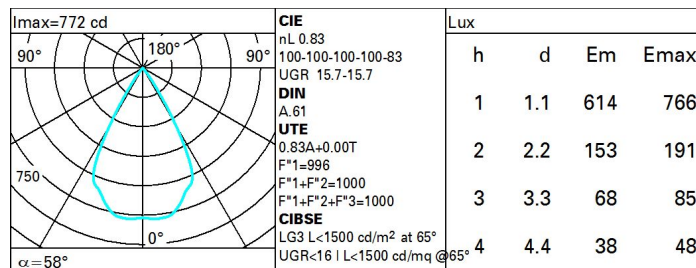 Imax=772 cd
90°
180°
90°
750
0°
α=58°
CIE
nL 0.83
100-100-100-100-83
UGR 15.7-15.7
DIN
A.61
UTE
0.83A+0.00T
F"1=996
F"1+F"2=1000
F"1+F"2+F"3=1000
CIBSE
LG3 L<1500 cd/m² at 65°
UGR<16 | L<1500 cd/mq @65°
Lux
h d Em Emax
1 1.1 614 766
2 2.2 153 191
3 3.3 68 85
4 4.4 38 48